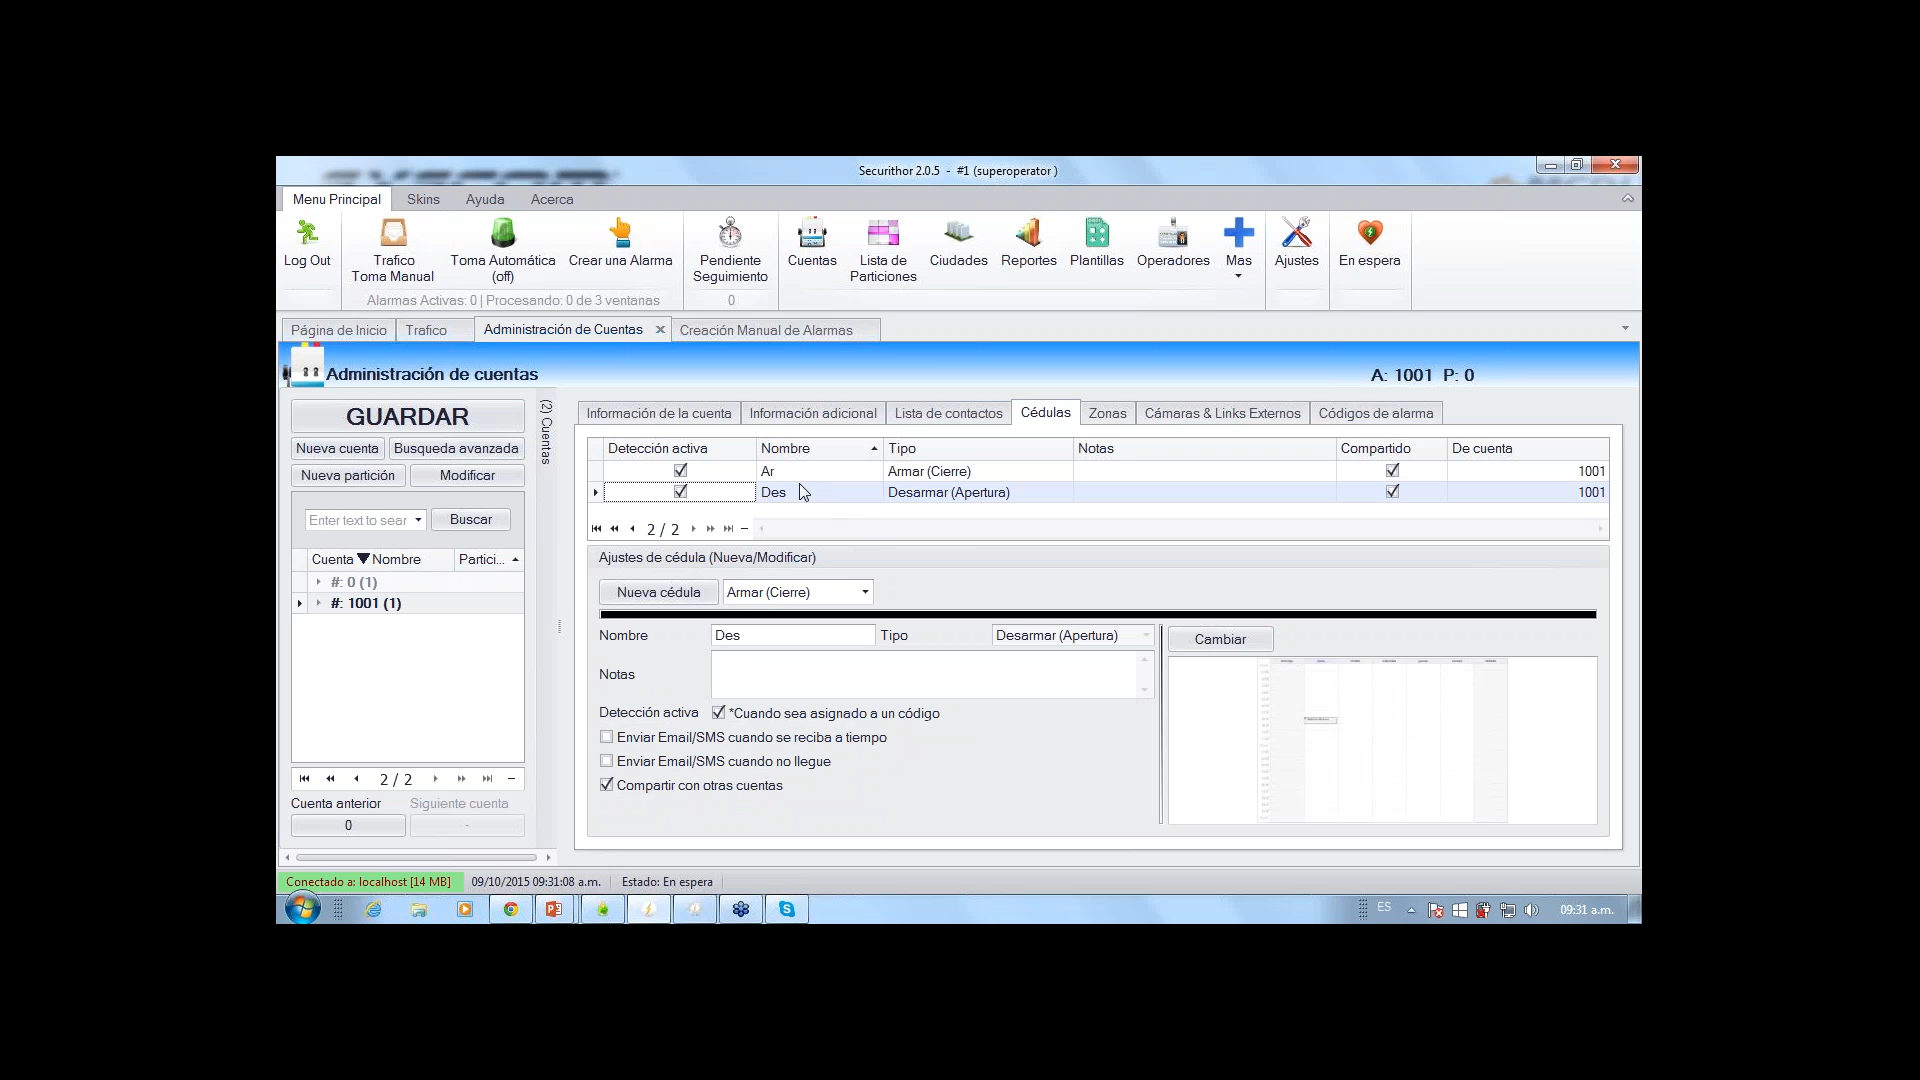 Securithor 2.0.5 - #1 (superoperator )
Menu Principal Skins Ayuda Acerca
Log Out
Trafico
Toma Manual
Toma Automática
(off)
Crear una Alarma
Pendiente
Seguimiento
Cuentas
Lista de
Particiones
Ciudades
Reportes
Plantillas
Operadores
Mas
Ajustes
En espera
Alarmas Activas: 0 | Procesando: 0 de 3 ventanas
0
Página de Inicio Trafico Administración de Cuentas Creación Manual de Alarmas
Administración de cuentas A: 1001 P: 0
GUARDAR
Nueva cuenta Busqueda avanzada
Nueva partición Modificar
Enter text to sear Buscar
Cuenta Nombre Partici...
#: 0 (1)
#: 1001 (1)
2 / 2
Cuenta anterior Siguiente cuenta
0 -
(2) Cuentas
Información de la cuenta Información adicional Lista de contactos Cédulas Zonas Cámaras & Links Externos Códigos de alarma
Detección activa Nombre Tipo Notas Compartido De cuenta
Ar Armar (Cierre) 1001
Des Desarmar (Apertura) 1001
2 / 2
Ajustes de cédula (Nueva/Modificar)
Nueva cédula Armar (Cierre)
Nombre Des Tipo Desarmar (Apertura)
Cambiar
Notas
Detección activa *Cuando sea asignado a un código
Enviar Email/SMS cuando se reciba a tiempo
Enviar Email/SMS cuando no llegue
Compartir con otras cuentas
Conectado a: localhost [14 MB] 09/10/2015 09:31:08 a.m. Estado: En espera
ES 09:31 a.m.